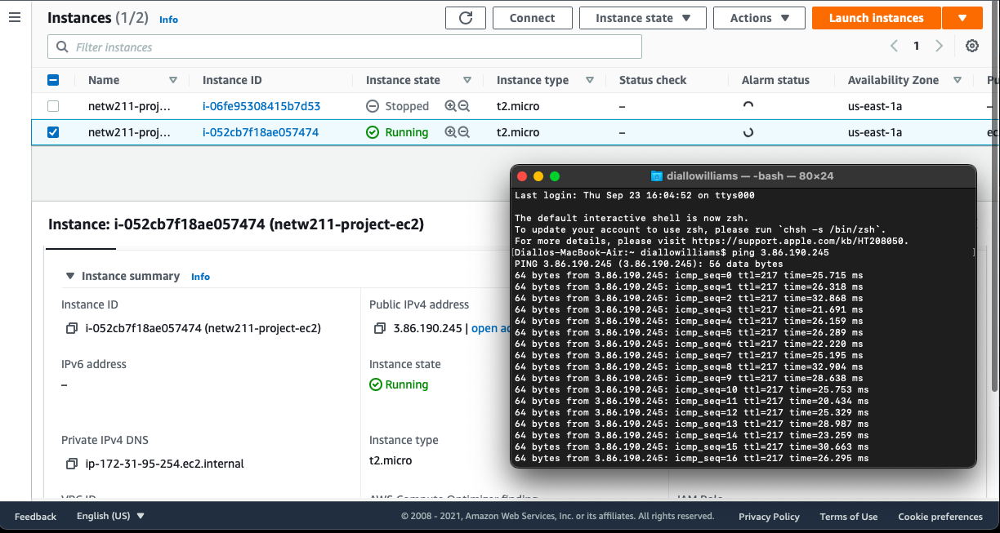 Instances (1/2) Info
Connect
Instance state
Actions
Launch instances
Filter instances
1
Name Instance ID Instance state Instance type Status check Alarm status Availability Zone Pu
netw211-proj... i-06fe95308415b7d53 Stopped t2.micro – us-east-1a –
netw211-proj... i-052cb7f18ae057474 Running t2.micro – us-east-1a ec
Instance: i-052cb7f18ae057474 (netw211-project-ec2)
Instance summary Info
Instance ID
i-052cb7f18ae057474 (netw211-project-ec2)
Public IPv4 address
3.86.190.245 | open ad
IPv6 address
–
Instance state
Running
Private IPv4 DNS
ip-172-31-95-254.ec2.internal
Instance type
t2.micro
VPC ID
AWS Compute Optimizer finding
IAM Role
diallowilliams — -bash — 80×24
Last login: Thu Sep 23 16:04:52 on ttys000
The default interactive shell is now zsh.
To update your account to use zsh, please run `chsh -s /bin/zsh`.
For more details, please visit https://support.apple.com/kb/HT208050.
[Diallos-MacBook-Air:~ diallowilliams$ ping 3.86.190.245 ]
PING 3.86.190.245 (3.86.190.245): 56 data bytes
64 bytes from 3.86.190.245: icmp_seq=0 ttl=217 time=25.715 ms
64 bytes from 3.86.190.245: icmp_seq=1 ttl=217 time=26.318 ms
64 bytes from 3.86.190.245: icmp_seq=2 ttl=217 time=32.868 ms
64 bytes from 3.86.190.245: icmp_seq=3 ttl=217 time=21.691 ms
64 bytes from 3.86.190.245: icmp_seq=4 ttl=217 time=26.159 ms
64 bytes from 3.86.190.245: icmp_seq=5 ttl=217 time=26.289 ms
64 bytes from 3.86.190.245: icmp_seq=6 ttl=217 time=22.220 ms
64 bytes from 3.86.190.245: icmp_seq=7 ttl=217 time=25.195 ms
64 bytes from 3.86.190.245: icmp_seq=8 ttl=217 time=32.904 ms
64 bytes from 3.86.190.245: icmp_seq=9 ttl=217 time=28.638 ms
64 bytes from 3.86.190.245: icmp_seq=10 ttl=217 time=25.753 ms
64 bytes from 3.86.190.245: icmp_seq=11 ttl=217 time=20.434 ms
64 bytes from 3.86.190.245: icmp_seq=12 ttl=217 time=25.329 ms
64 bytes from 3.86.190.245: icmp_seq=13 ttl=217 time=28.987 ms
64 bytes from 3.86.190.245: icmp_seq=14 ttl=217 time=23.259 ms
64 bytes from 3.86.190.245: icmp_seq=15 ttl=217 time=30.663 ms
64 bytes from 3.86.190.245: icmp_seq=16 ttl=217 time=26.295 ms
Feedback English (US) © 2008 - 2021, Amazon Web Services, Inc. or its affiliates. All rights reserved. Privacy Policy Terms of Use Cookie preferences